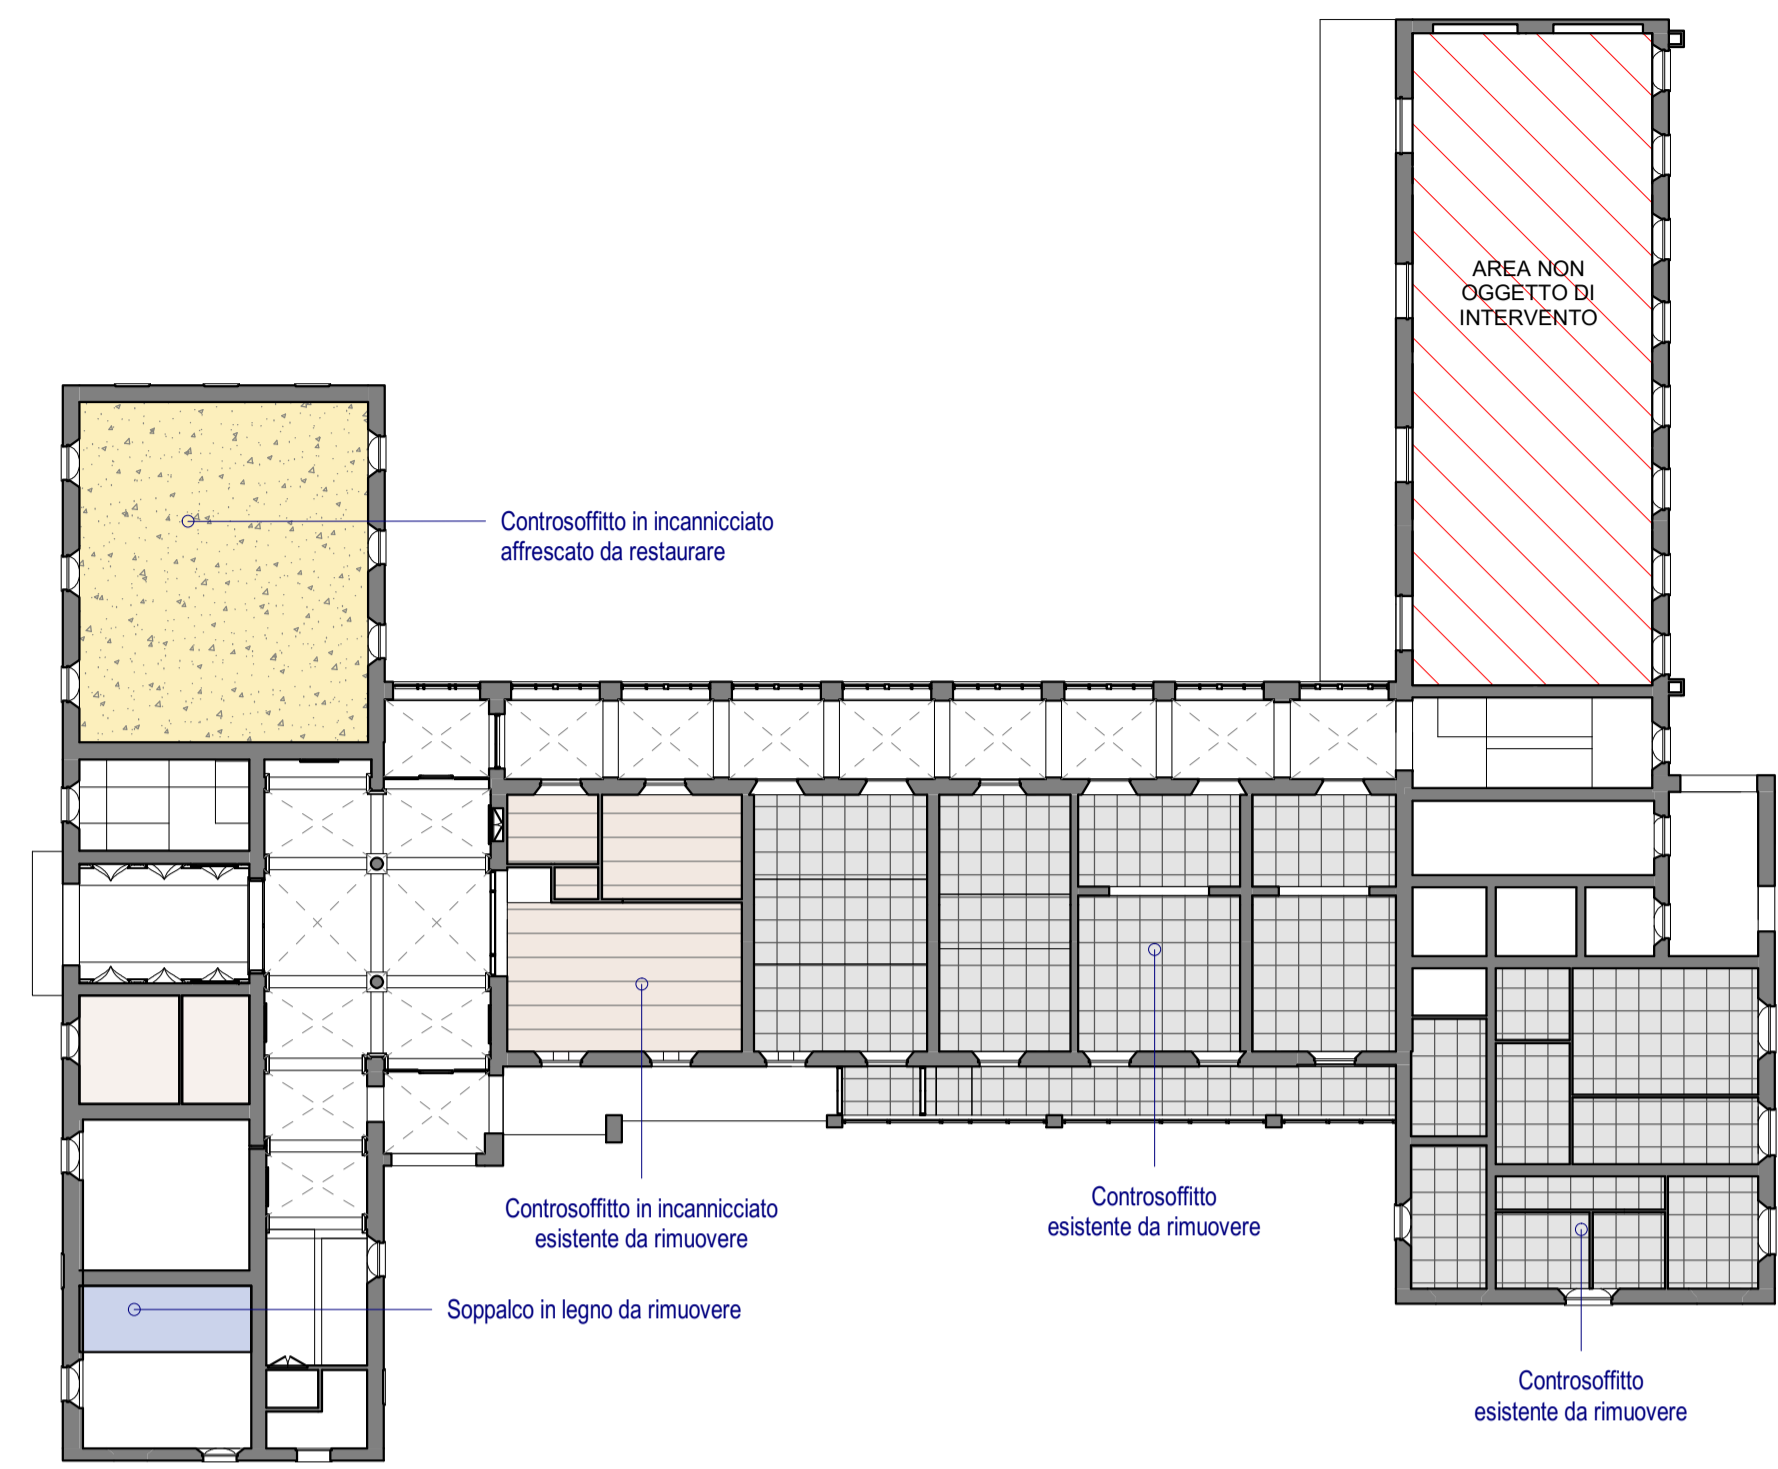 AREA NON
OGGETTO DI
INTERVENTO
Controsoffitto in incannicciato
affrescato da restaurare
Controsoffitto in incannicciato
esistente da rimuovere
Controsoffitto
esistente da rimuovere
Soppalco in legno da rimuovere
Controsoffitto
esistente da rimuovere